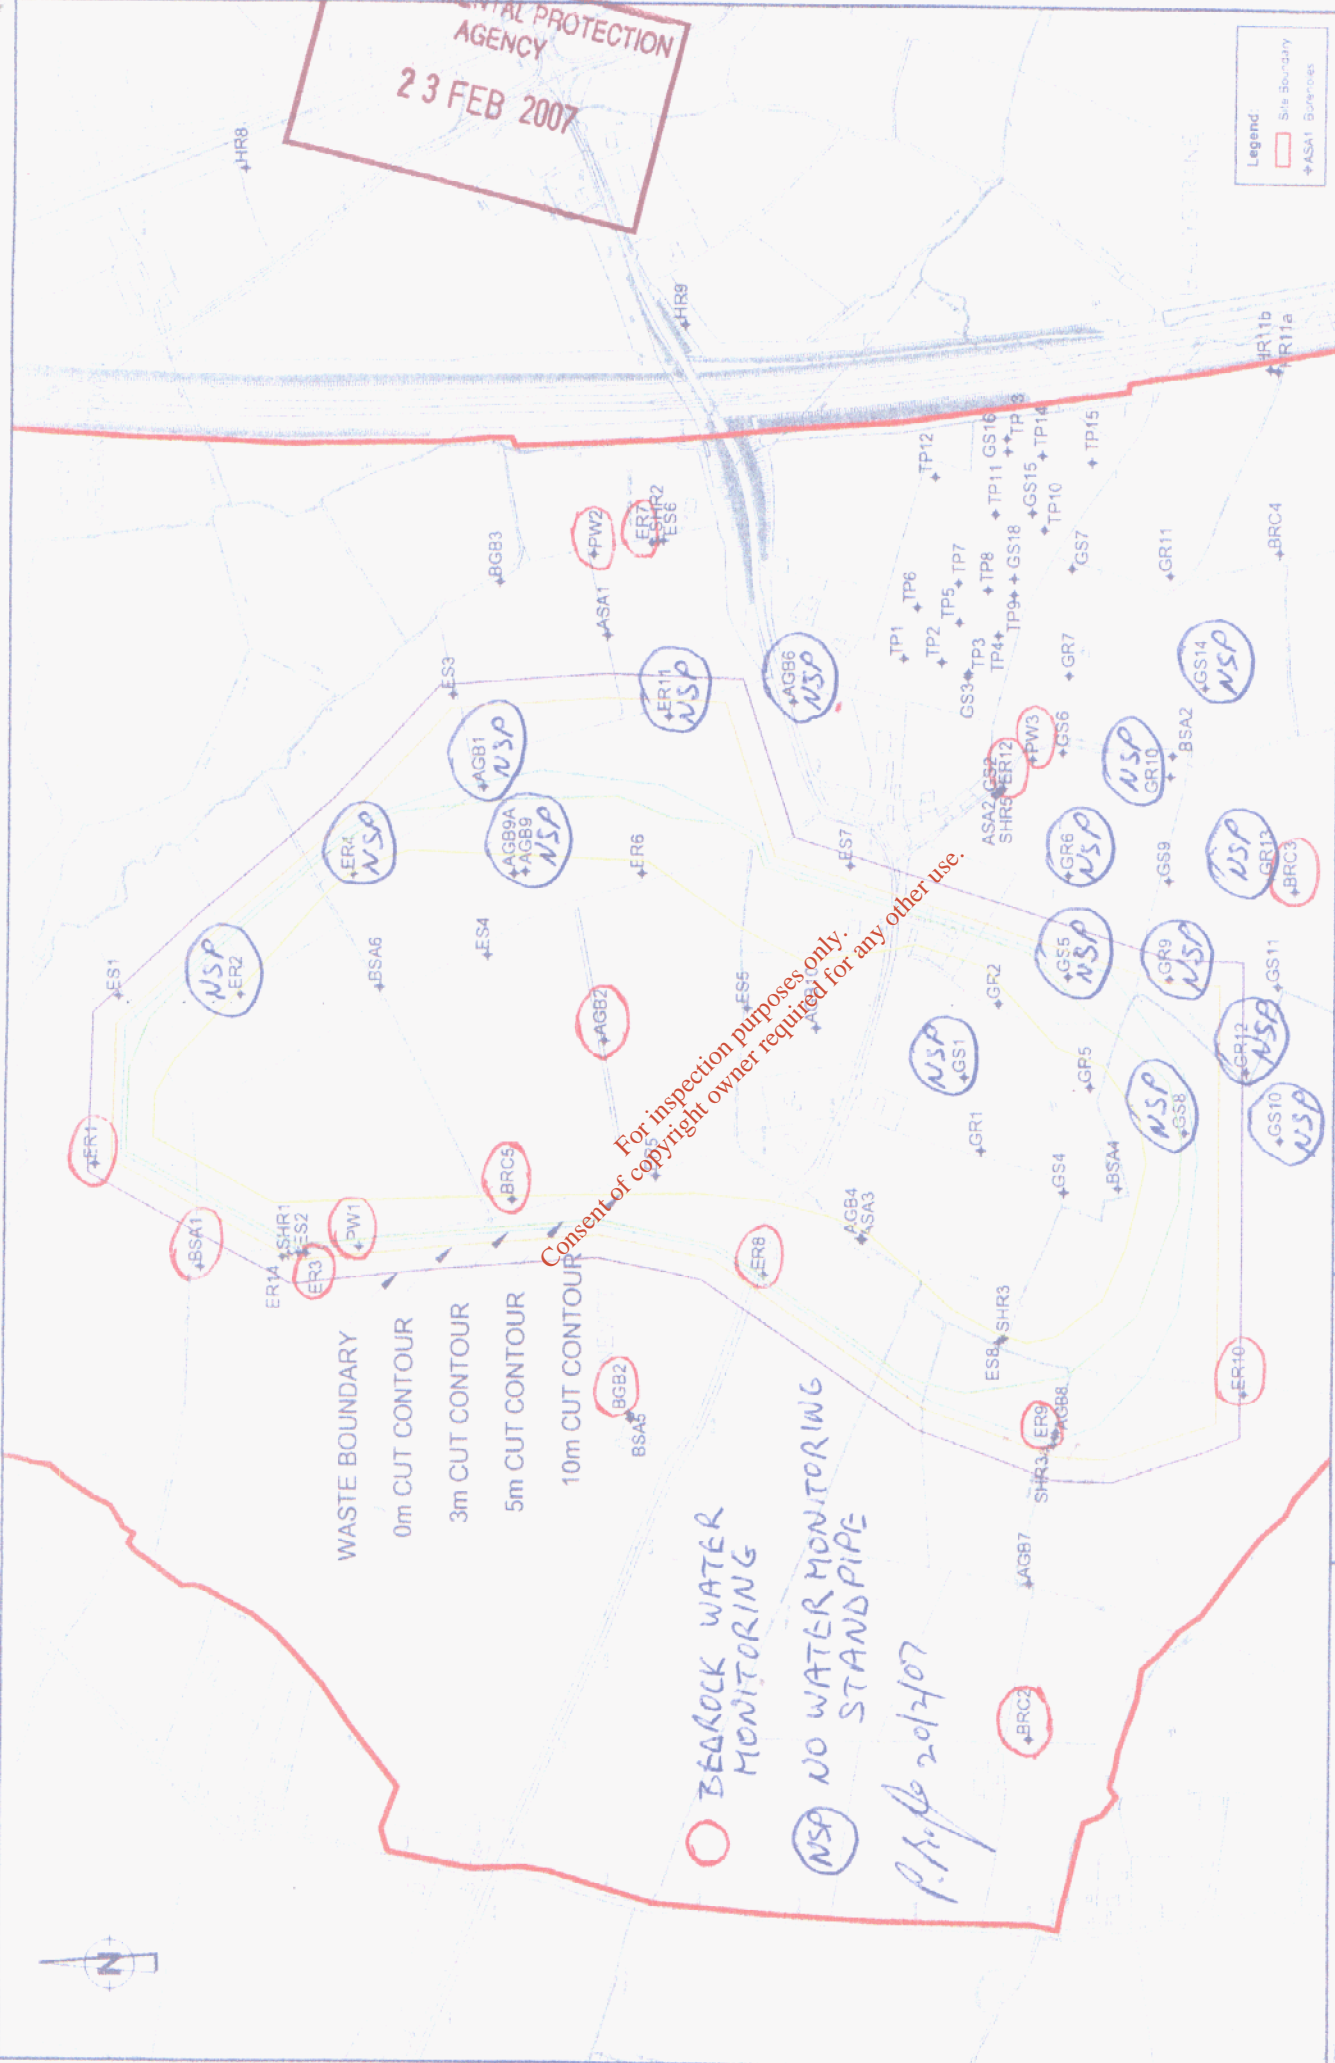 ENTAL PROTECTION
AGENCY
23 FEB 2007
Legend
Site Boundary
ASA1 Boreholes
HR8
HR9
HR11b
HR11a
ES1
NSP
ER2
ER1
BSA1
SHR1
ES2
ER14
ER3
PW1
BSA6
ER4
NSP
ES3
AGB1
NSP
AGB9A
AGB9
NSP
ES4
BGB3
ASA1
PW2
ER7
SHR2
ES6
ER11
NSP
ER6
AGB2
BRC5
AGB6
NSP
ES5
ES7
ER8
AGB4
ASA3
BGB2
BSA5
WASTE BOUNDARY
0m CUT CONTOUR
3m CUT CONTOUR
5m CUT CONTOUR
10m CUT CONTOUR
TP1
TP6
TP12
TP2
TP5
TP7
GS3
TP3
TP8
TP11
GS16
TP4
TP9
GS18
GS15
TP14
TP10
TP15
GS7
GR7
GR11
BRC4
ASA2
GS2
SHR5
ER12
PW3
GS6
NSP
GR10
BSA2
GS14
NSP
GR6
NSP
GS9
NSP
GR13
BRC3
GS5
NSP
GR9
NSP
GS11
GR12
NSP
GR2
NSP
GS1
GR1
GR5
GS4
BSA4
NSP
GS8
GS10
NSP
ES8
SHR3
ER9
AGB8
ER10
AGB7
BRC2
BEDROCK WATER
MONITORING
NSP NO WATER MONITORING
STANDPIPE
20/2/07
N
For inspection purposes only.
Consent of copyright owner required for any other use.